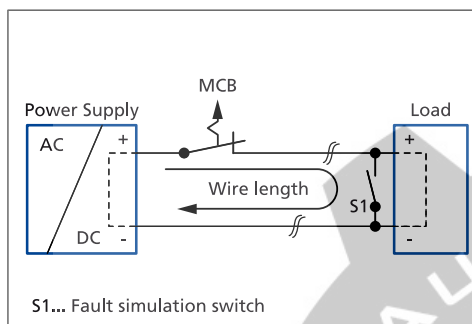 MCB
Power Supply
Load
AC
+
+
Wire length
S1
DC
-
-
S1... Fault simulation switch